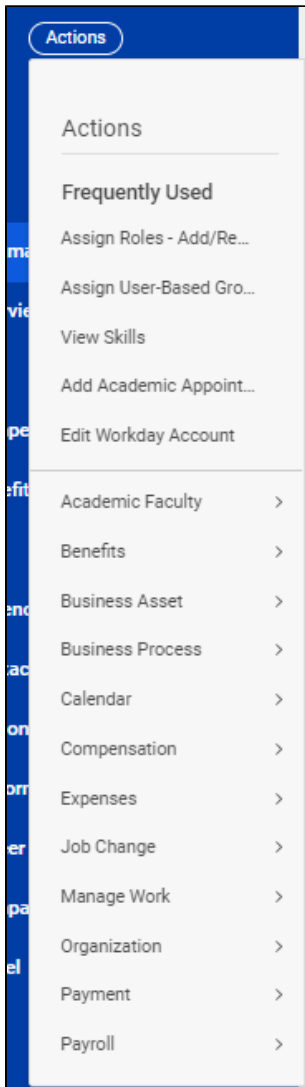 Actions
Actions
Frequently Used
Assign Roles - Add/Re...
Assign User-Based Gro...
View Skills
Add Academic Appoint...
Edit Workday Account
Academic Faculty
Benefits
Business Asset
Business Process
Calendar
Compensation
Expenses
Job Change
Manage Work
Organization
Payment
Payroll